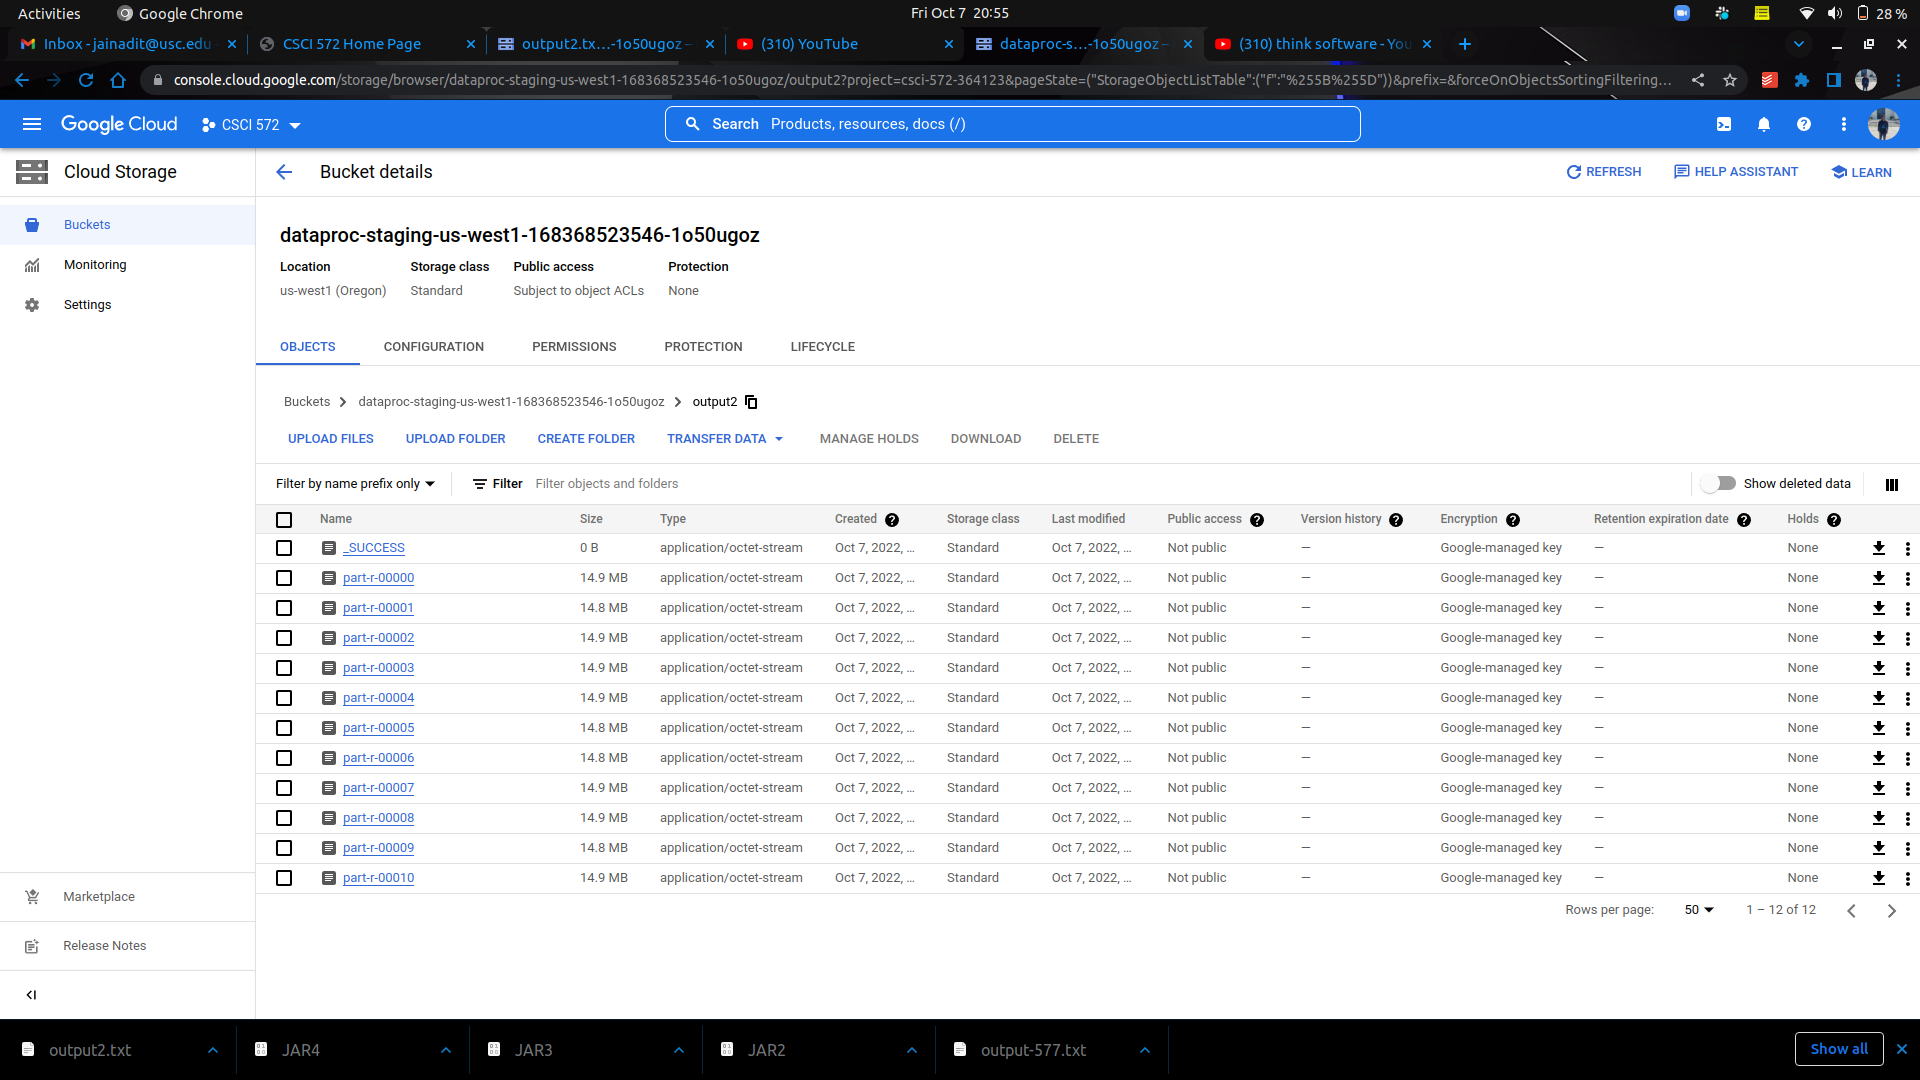 Activities Google Chrome Fri Oct 7 20:55 28 %
Inbox - jainadit@usc.edu CSCI 572 Home Page output2.tx…-1o50ugoz – (310) YouTube dataproc-s…-1o50ugoz – (310) think software - You
console.cloud.google.com/storage/browser/dataproc-staging-us-west1-168368523546-1o50ugoz/output2?project=csci-572-364123&pageState=("StorageObjectListTable":("f":"%255B%255D"))&prefix=&forceOnObjectsSortingFiltering…
Google Cloud CSCI 572 Search Products, resources, docs (/)
Cloud Storage Bucket details REFRESH HELP ASSISTANT LEARN
Buckets
Monitoring
Settings
dataproc-staging-us-west1-168368523546-1o50ugoz
Location Storage class Public access Protection
us-west1 (Oregon) Standard Subject to object ACLs None
OBJECTS CONFIGURATION PERMISSIONS PROTECTION LIFECYCLE
Buckets dataproc-staging-us-west1-168368523546-1o50ugoz output2
UPLOAD FILES UPLOAD FOLDER CREATE FOLDER TRANSFER DATA MANAGE HOLDS DOWNLOAD DELETE
Filter by name prefix only Filter Filter objects and folders Show deleted data
Name Size Type Created Storage class Last modified Public access Version history Encryption Retention expiration date Holds
_SUCCESS 0 B application/octet-stream Oct 7, 2022, … Standard Oct 7, 2022, … Not public — Google-managed key — None
part-r-00000 14.9 MB application/octet-stream Oct 7, 2022, … Standard Oct 7, 2022, … Not public — Google-managed key — None
part-r-00001 14.8 MB application/octet-stream Oct 7, 2022, … Standard Oct 7, 2022, … Not public — Google-managed key — None
part-r-00002 14.9 MB application/octet-stream Oct 7, 2022, … Standard Oct 7, 2022, … Not public — Google-managed key — None
part-r-00003 14.9 MB application/octet-stream Oct 7, 2022, … Standard Oct 7, 2022, … Not public — Google-managed key — None
part-r-00004 14.9 MB application/octet-stream Oct 7, 2022, … Standard Oct 7, 2022, … Not public — Google-managed key — None
part-r-00005 14.8 MB application/octet-stream Oct 7, 2022, … Standard Oct 7, 2022, … Not public — Google-managed key — None
part-r-00006 14.8 MB application/octet-stream Oct 7, 2022, … Standard Oct 7, 2022, … Not public — Google-managed key — None
part-r-00007 14.9 MB application/octet-stream Oct 7, 2022, … Standard Oct 7, 2022, … Not public — Google-managed key — None
part-r-00008 14.9 MB application/octet-stream Oct 7, 2022, … Standard Oct 7, 2022, … Not public — Google-managed key — None
part-r-00009 14.8 MB application/octet-stream Oct 7, 2022, … Standard Oct 7, 2022, … Not public — Google-managed key — None
part-r-00010 14.9 MB application/octet-stream Oct 7, 2022, … Standard Oct 7, 2022, … Not public — Google-managed key — None
Rows per page: 50 1 – 12 of 12
Marketplace
Release Notes
output2.txt JAR4 JAR3 JAR2 output-577.txt Show all